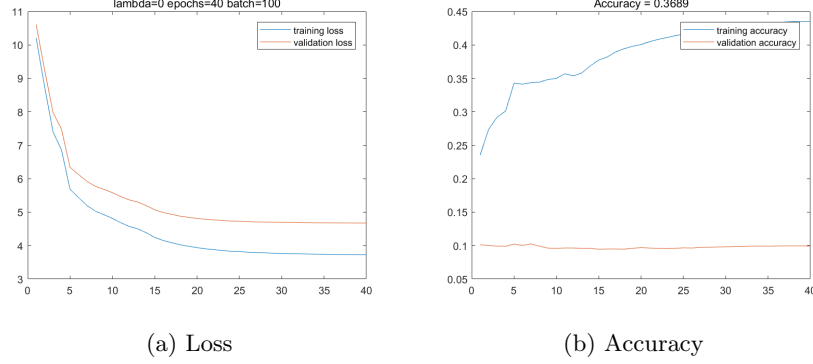 lambda=0 epochs=40 batch=100
11
10
9
8
7
6
5
4
3
0 5 10 15 20 25 30 35 40
training loss
validation loss
(a) Loss
Accuracy = 0.3689
0.45
0.4
0.35
0.3
0.25
0.2
0.15
0.1
0.05
0 5 10 15 20 25 30 35 40
training accuracy
validation accuracy
(b) Accuracy